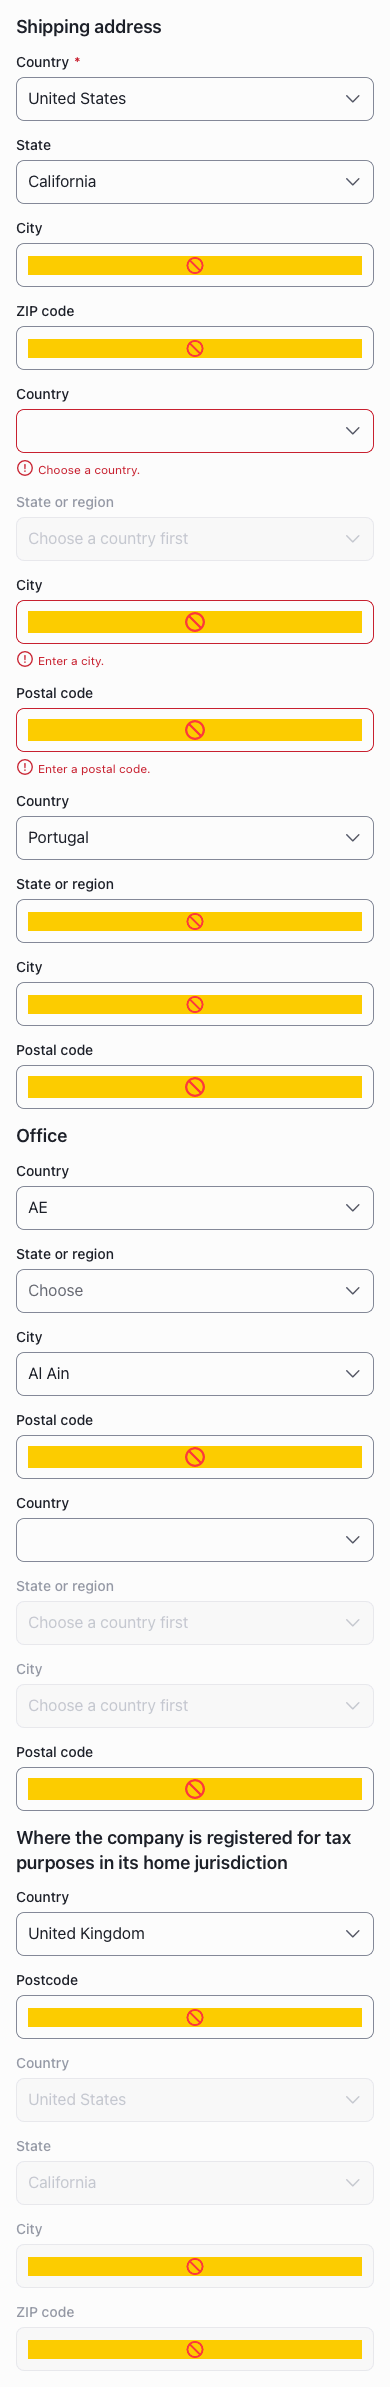 Shipping address
Country *
United States
State
California
City
ZIP code
Country
Choose a country.
State or region
Choose a country first
City
Enter a city.
Postal code
Enter a postal code.
Country
Portugal
State or region
City
Postal code
Office
Country
AE
State or region
Choose
City
Al Ain
Postal code
Country
State or region
Choose a country first
City
Choose a country first
Postal code
Where the company is registered for tax
purposes in its home jurisdiction
Country
United Kingdom
Postcode
Country
United States
State
California
City
ZIP code